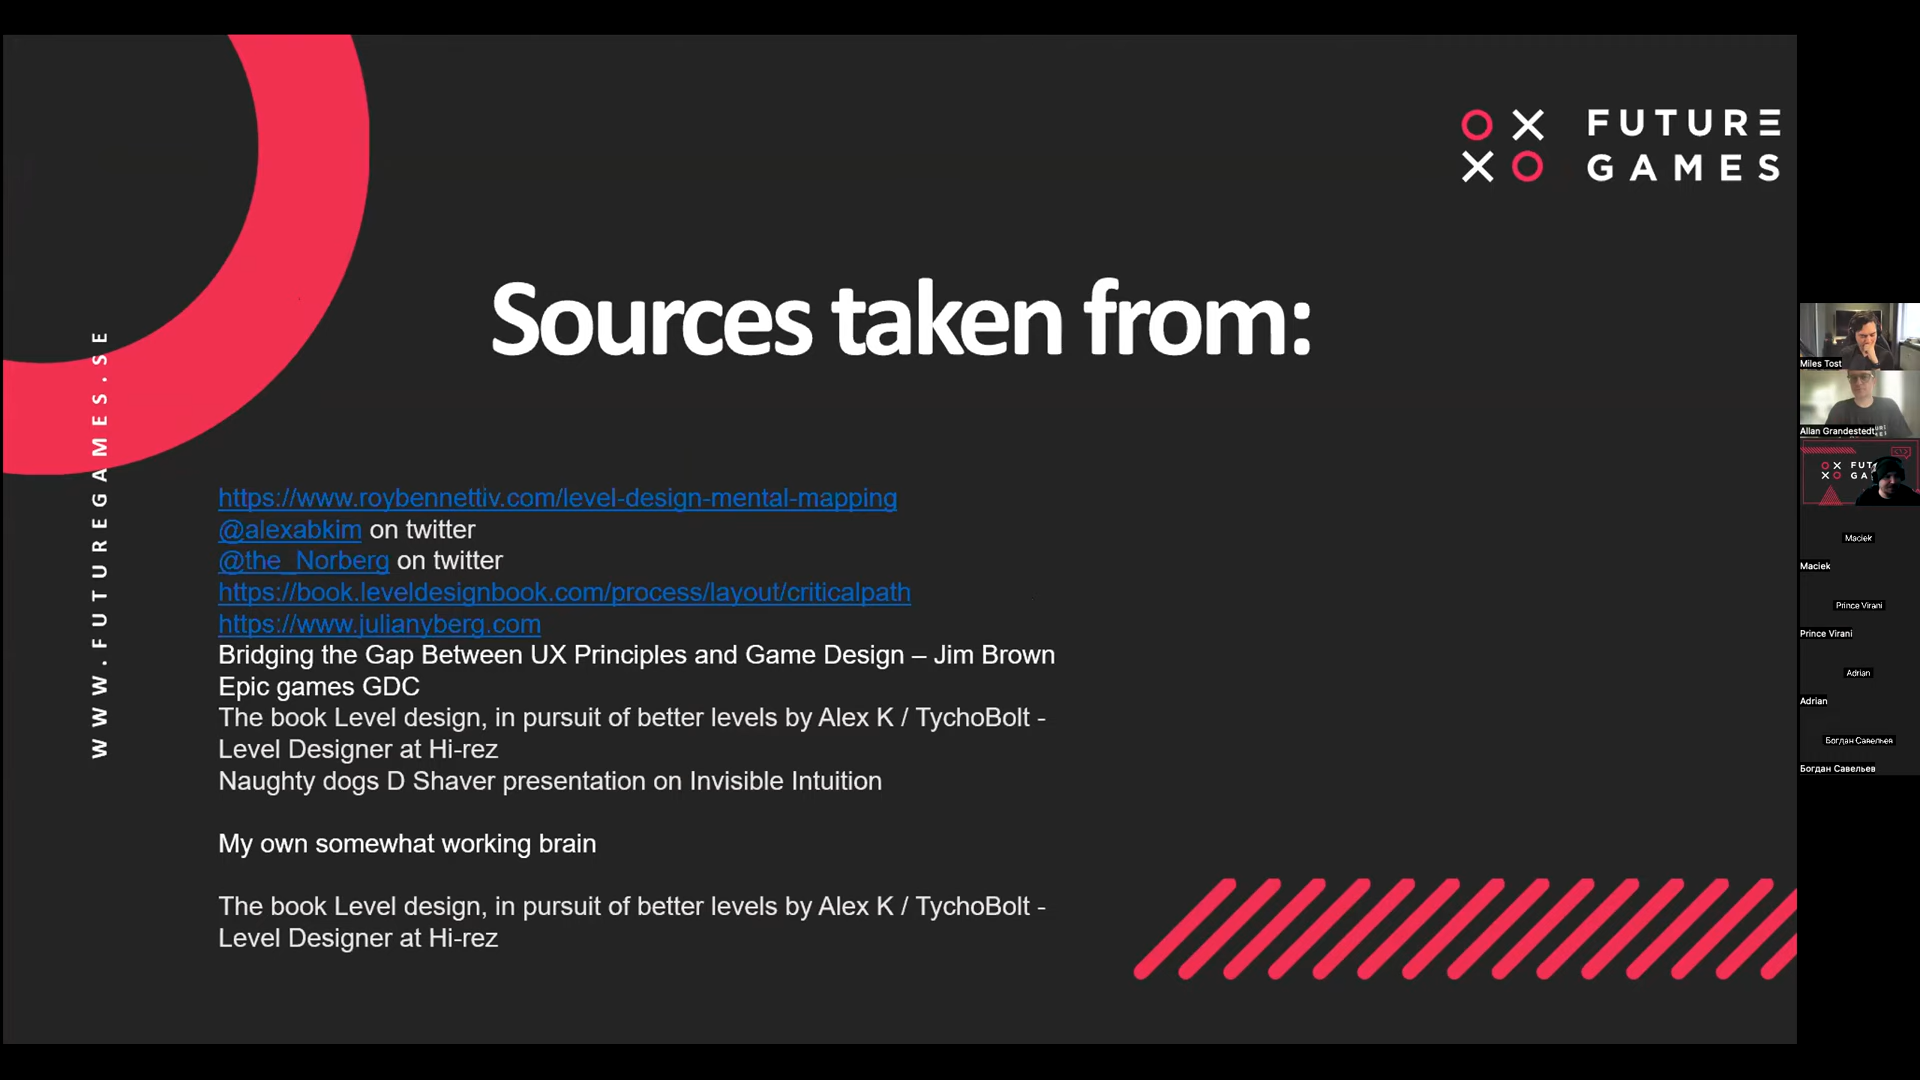 FUTURE
GAMES
Sources taken from:
WWW.FUTUREGAMES.SE
https://www.roybennettiv.com/level-design-mental-mapping
@alexabkim on twitter
@the_Norberg on twitter
https://book.leveldesignbook.com/process/layout/criticalpath
https://www.julianyberg.com
Bridging the Gap Between UX Principles and Game Design – Jim Brown
Epic games GDC
The book Level design, in pursuit of better levels by Alex K / TychoBolt -
Level Designer at Hi-rez
Naughty dogs D Shaver presentation on Invisible Intuition
My own somewhat working brain
The book Level design, in pursuit of better levels by Alex K / TychoBolt -
Level Designer at Hi-rez
Miles Tost
Allan Grandestedt
Maciek
Maciek
Prince Virani
Prince Virani
Adrian
Adrian
Богдан Савельев
Богдан Савельев